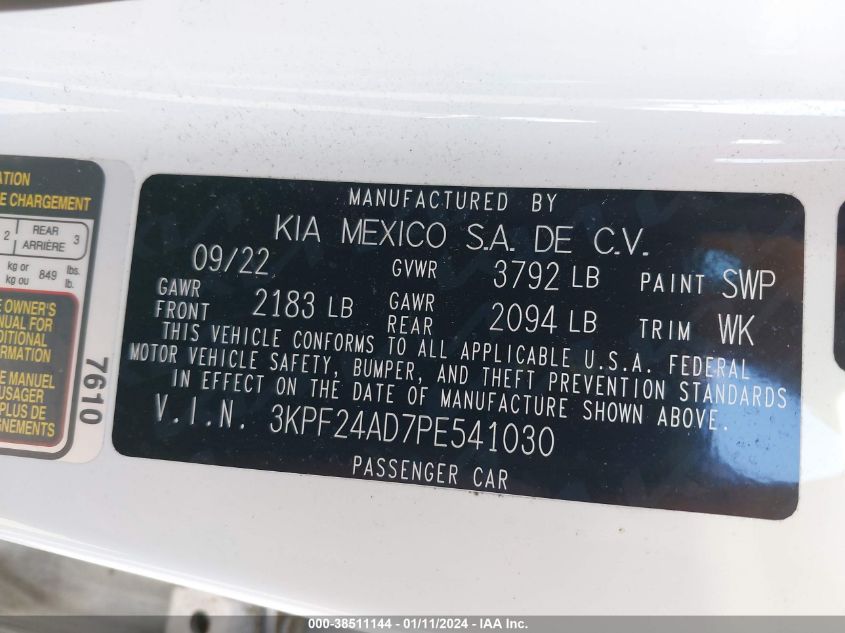 ATION
E CHARGEMENT
2 REAR 3
ARRIÈRE
kg or 849 lbs.
kg ou lb.
E OWNER'S
NUAL FOR
DITIONAL
ORMATION
LE MANUEL
USAGER
PLUS DE
GNEMENTS
7610
MANUFACTURED BY
KIA MEXICO S.A. DE C.V.
09/22 GVWR 3792 LB PAINT SWP
GAWR FRONT 2183 LB GAWR REAR 2094 LB TRIM WK
THIS VEHICLE CONFORMS TO ALL APPLICABLE U.S.A. FEDERAL
MOTOR VEHICLE SAFETY, BUMPER, AND THEFT PREVENTION STANDARDS
IN EFFECT ON THE DATE OF MANUFACTURE SHOWN ABOVE.
V.I.N. 3KPF24AD7PE541030
PASSENGER CAR
000-38511144 - 01/11/2024 - IAA Inc.